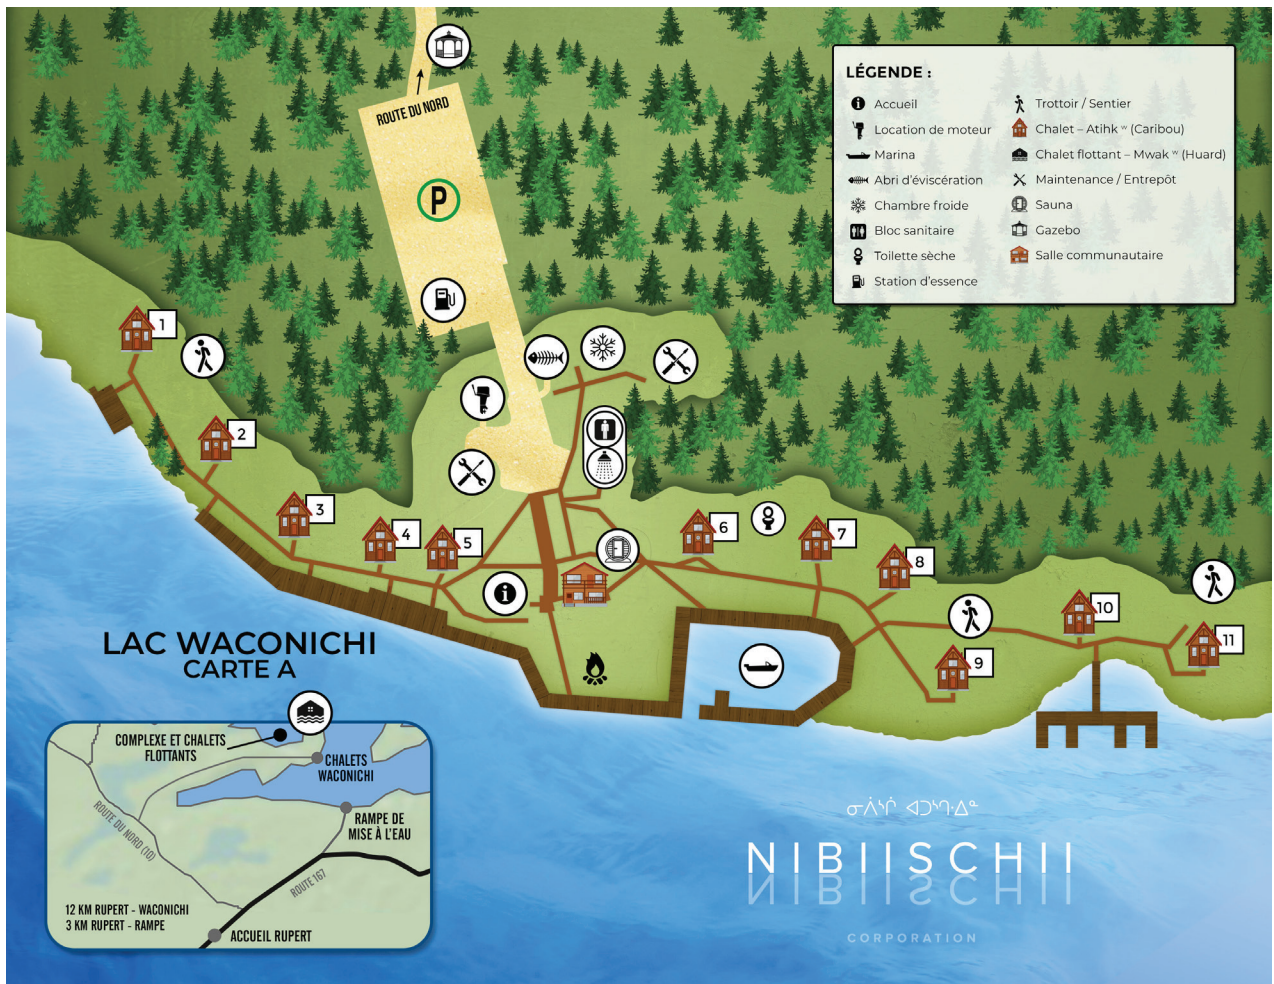 ROUTE DU NORD
P
LÉGENDE :
Accueil
Location de moteur
Marina
Abri d'éviscération
Chambre froide
Bloc sanitaire
Toilette sèche
Station d'essence
Trottoir / Sentier
Chalet – Atihk ʷ (Caribou)
Chalet flottant – Mwak ʷ (Huard)
Maintenance / Entrepôt
Sauna
Gazebo
Salle communautaire
1
2
3
4
5
6
7
8
9
10
11
LAC WACONICHI
CARTE A
COMPLEXE ET CHALETS
FLOTTANTS
CHALETS
WACONICHI
RAMPE DE
MISE À L'EAU
ROUTE DU NORD (10)
ROUTE 167
12 KM RUPERT - WACONICHI
3 KM RUPERT - RAMPE
ACCUEIL RUPERT
ᓂᐲᔅᒌ ᐊᑐᔅᒉᐧᐃᓐ
NIBIISCHII
CORPORATION